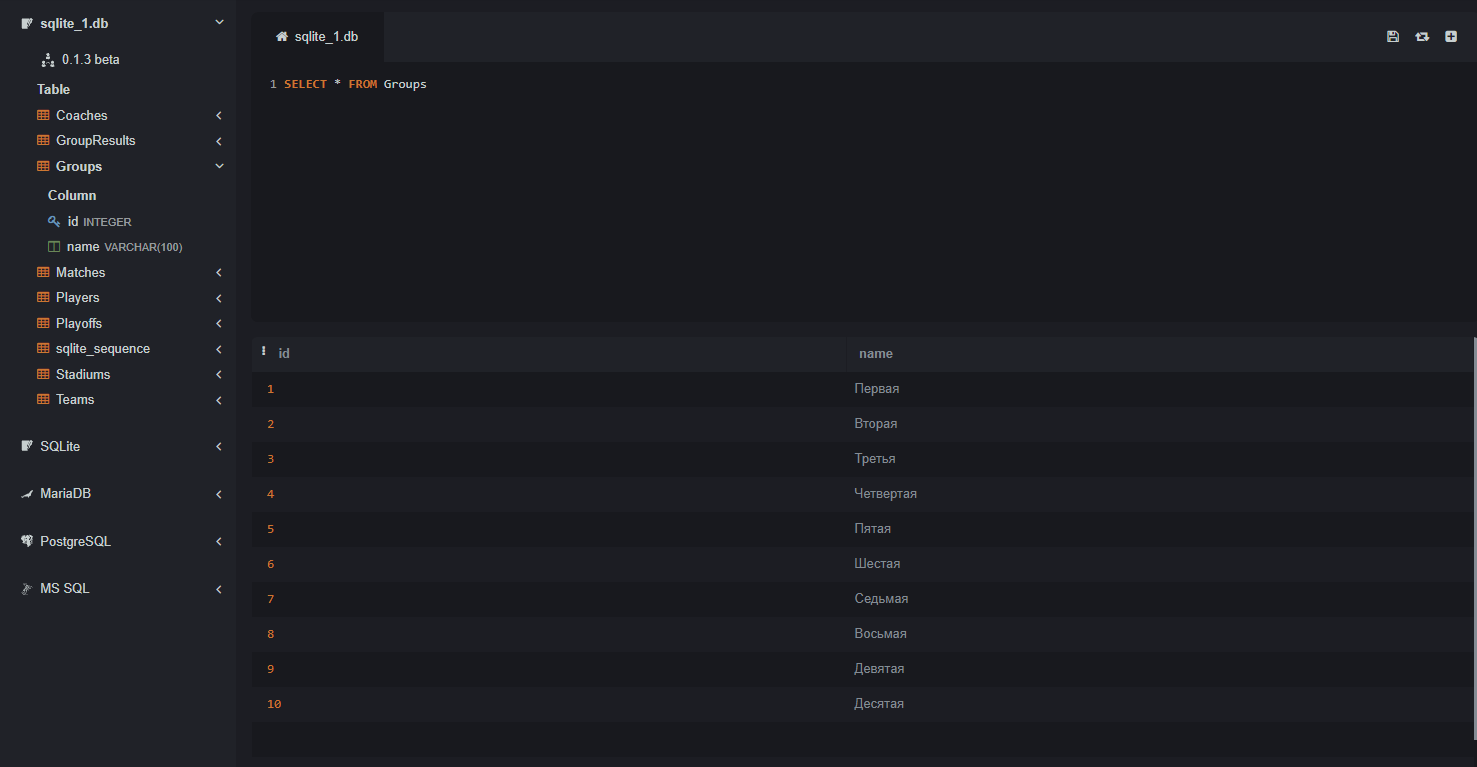 sqlite_1.db
0.1.3 beta
Table
Coaches
GroupResults
Groups
Column
id INTEGER
name VARCHAR(100)
Matches
Players
Playoffs
sqlite_sequence
Stadiums
Teams
SQLite
MariaDB
PostgreSQL
MS SQL
sqlite_1.db
1 SELECT * FROM Groups
id name
1 Первая
2 Вторая
3 Третья
4 Четвертая
5 Пятая
6 Шестая
7 Седьмая
8 Восьмая
9 Девятая
10 Десятая